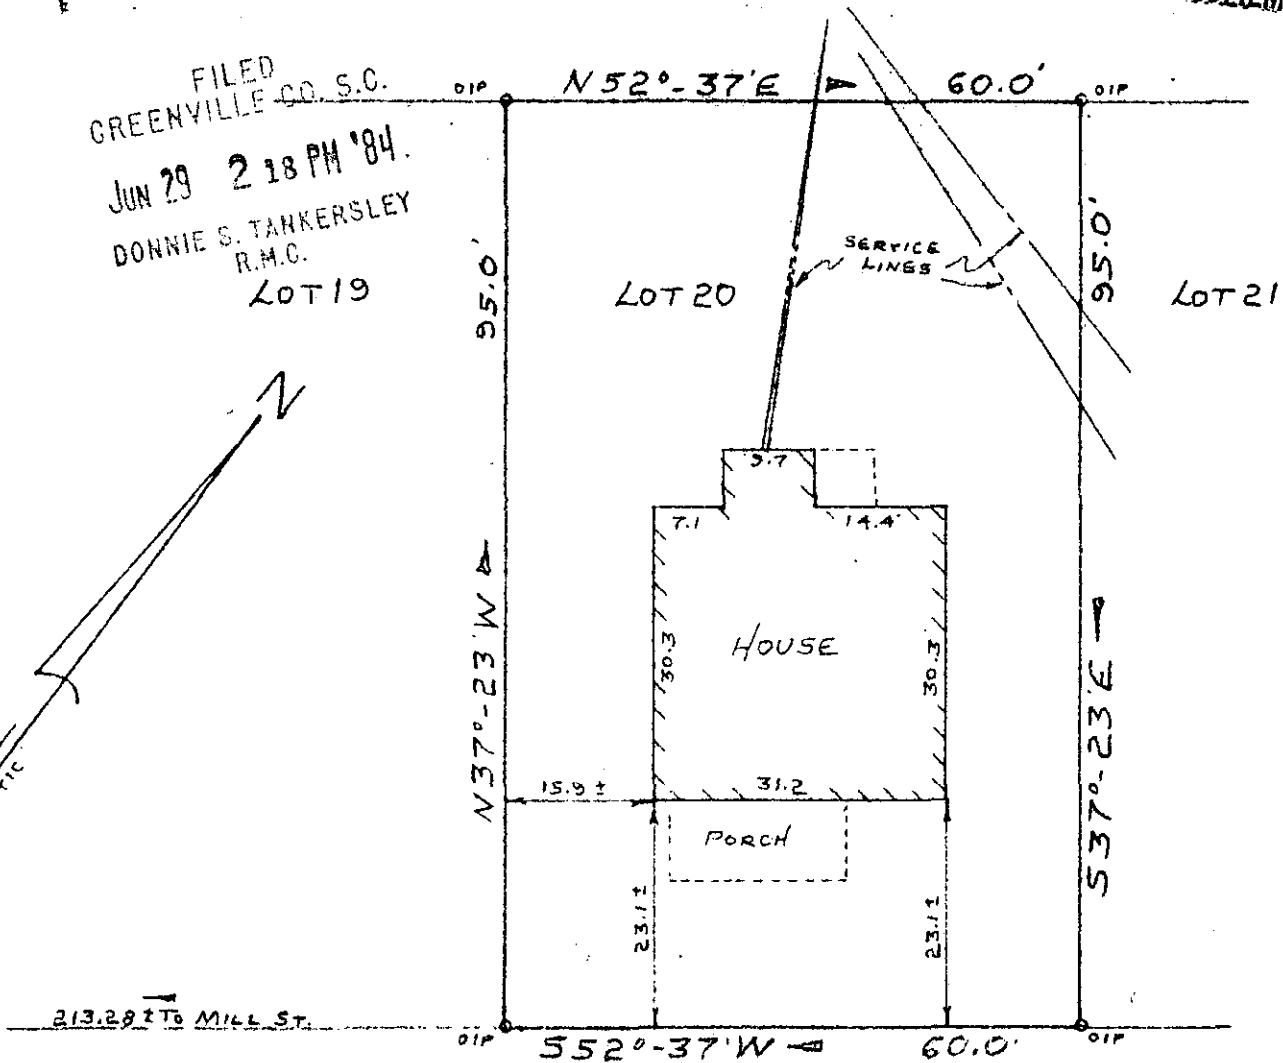 FILED
GREENVILLE CO. S.C.
JUN 29 2 18 PM '84.
DONNIE S. TANKERSLEY
R.M.C.
OIP
N52°-37'E
60.0'
OIP
LOT 19
95.0'
LOT 20
SERVICE
LINES
95.0'
LOT 21
N
9.7
7.1
14.4
N37°-23'W
30.3
HOUSE
30.3
S37°-23'E
15.9 ±
31.2
PORCH
23.1 ±
23.1 ±
213.28 ± TO MILL ST.
OIP
S52°-37'W
60.0'
OIP